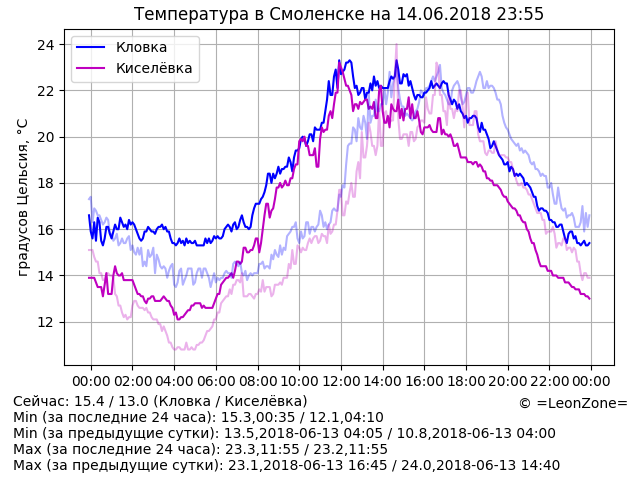 Температура в Смоленске на 14.06.2018 23:55
Кловка
Киселёвка
градусов Цельсия, °C
24
22
20
18
16
14
12
00:00 02:00 04:00 06:00 08:00 10:00 12:00 14:00 16:00 18:00 20:00 22:00 00:00
Сейчас: 15.4 / 13.0 (Кловка / Киселёвка)
© =LeonZone=
Min (за последние 24 часа): 15.3,00:35 / 12.1,04:10
Min (за предыдущие сутки): 13.5,2018-06-13 04:05 / 10.8,2018-06-13 04:00
Max (за последние 24 часа): 23.3,11:55 / 23.2,11:55
Max (за предыдущие сутки): 23.1,2018-06-13 16:45 / 24.0,2018-06-13 14:40